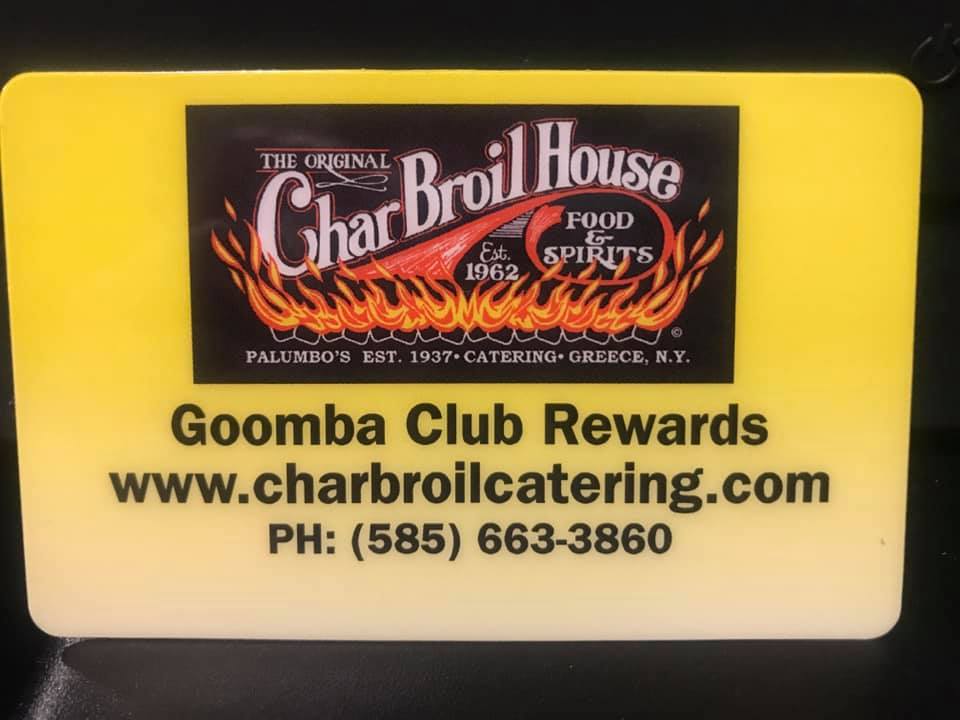 THE ORIGINAL
Char Broil House
FOOD
&
SPIRITS
Est.
1962
©
PALUMBO'S EST. 1937• CATERING• GREECE, N.Y.
Goomba Club Rewards
www.charbroilcatering.com
PH: (585) 663-3860